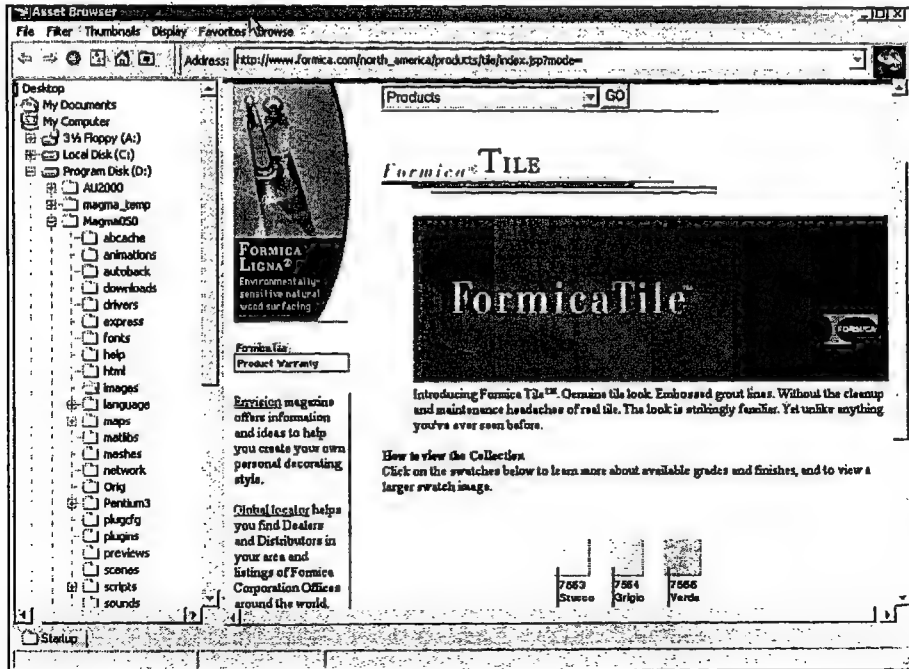 Asset Browser
File Filter Thumbnails Display Favorites Browse
Address: http://www.formica.com/north_america/products/tile/index.jsp?mode=
Desktop
My Documents
My Computer
3½ Floppy (A:)
Local Disk (C:)
Program Disk (D:)
AU2000
magma_temp
Magma050
abcache
animations
autoback
downloads
drivers
express
fonts
help
html
images
language
maps
matlibs
meshes
network
Orig
Pentium3
plugcfg
plugins
previews
scenes
scripts
sounds
Startup
FORMICA
LIGNA®
Environmentally-
sensitive natural
wood surfacing
FormicaTile
Product Warranty
Envision magazine
offers information
and ideas to help
you create your own
personal decorating
style.
Global locator helps
you find Dealers
and Distributors in
your area and
listings of Formica
Corporation Offices
around the world.
Products GO
Formica® TILE
FormicaTile™
FORMICA
Introducing Formica Tile™. Genuine tile look. Embossed grout lines. Without the cleanup
and maintenance headaches of real tile. The look is strikingly familiar. Yet unlike anything
you've ever seen before.
How to view the Collection
Click on the swatches below to learn more about available grades and finishes, and to view a
larger swatch image.
7663
Stucco
7664
Grigio
7666
Verde